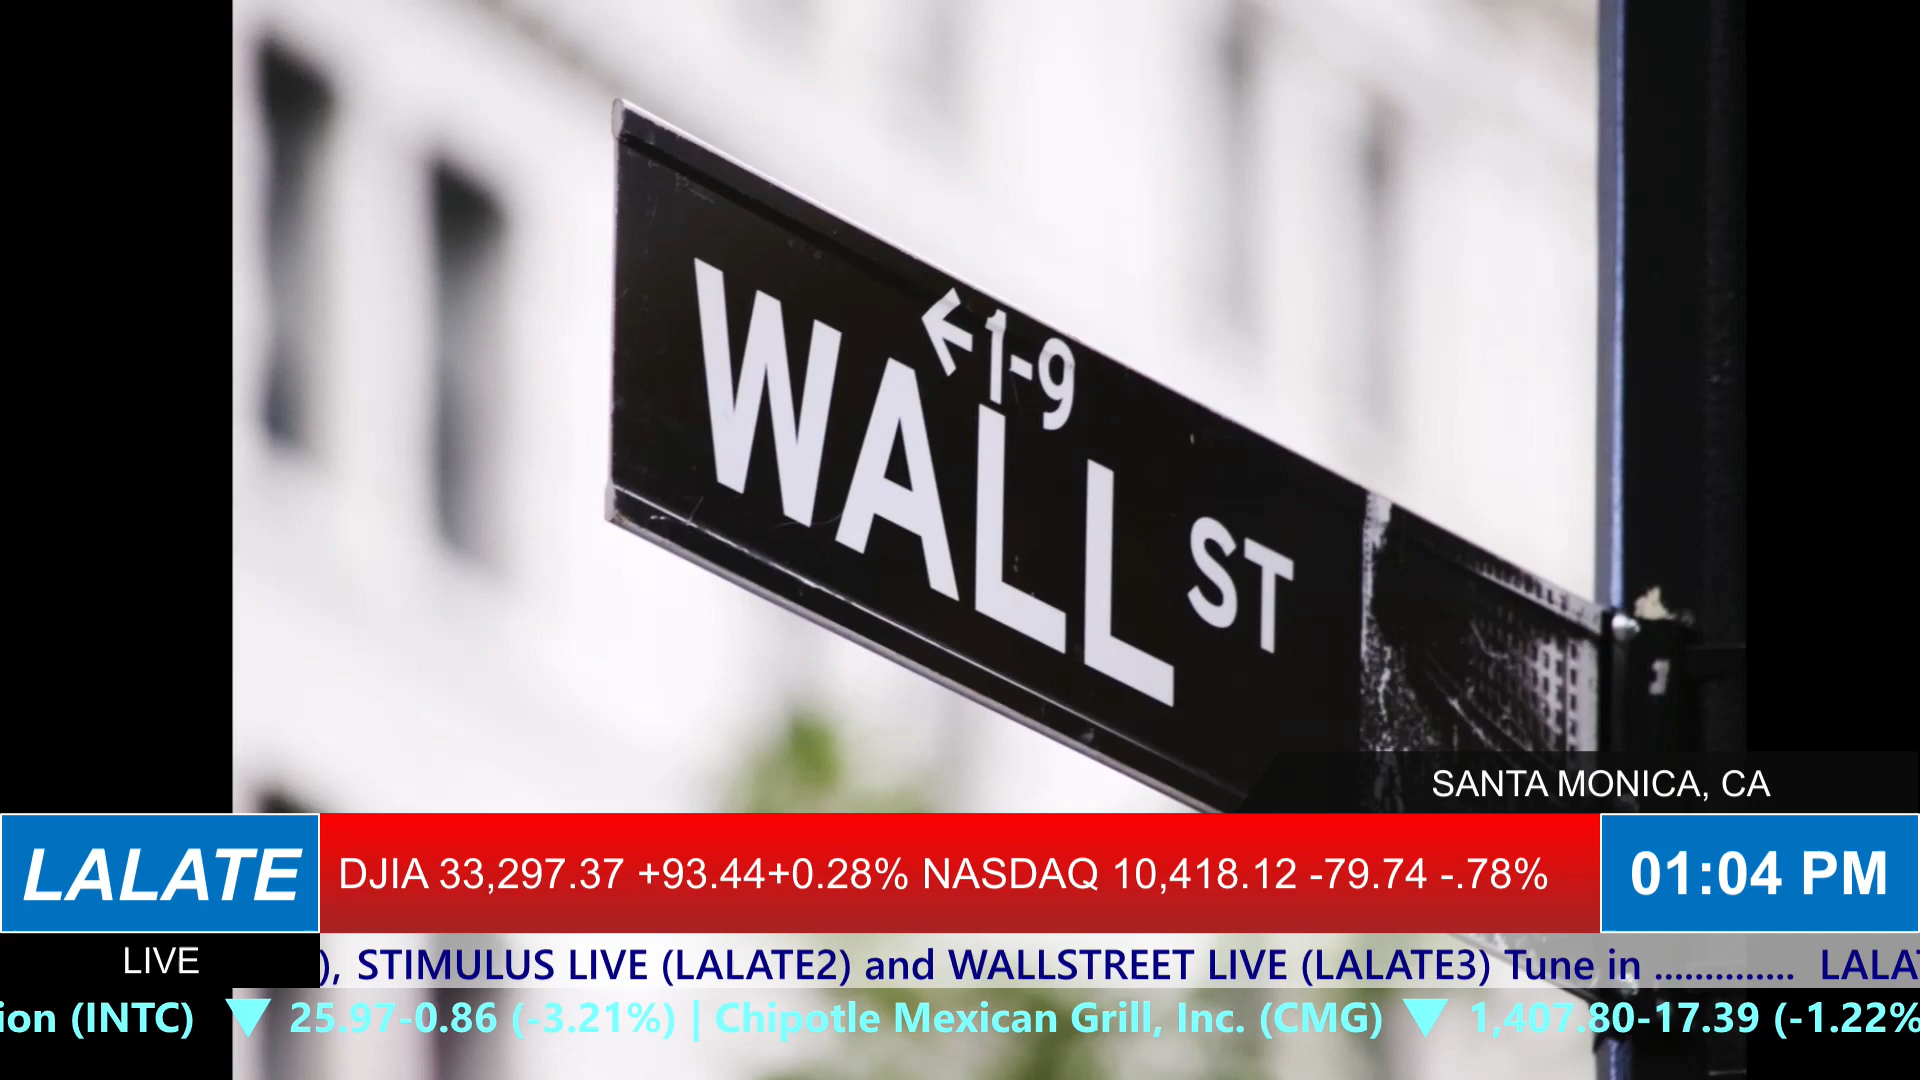 ←1-9
WALL ST
SANTA MONICA, CA
LALATE
DJIA 33,297.37 +93.44+0.28% NASDAQ 10,418.12 -79.74 -.78%
01:04 PM
LIVE
), STIMULUS LIVE (LALATE2) and WALLSTREET LIVE (LALATE3) Tune in .............. LALAT
ion (INTC) ▼ 25.97-0.86 (-3.21%) | Chipotle Mexican Grill, Inc. (CMG) ▼ 1,407.80-17.39 (-1.22%